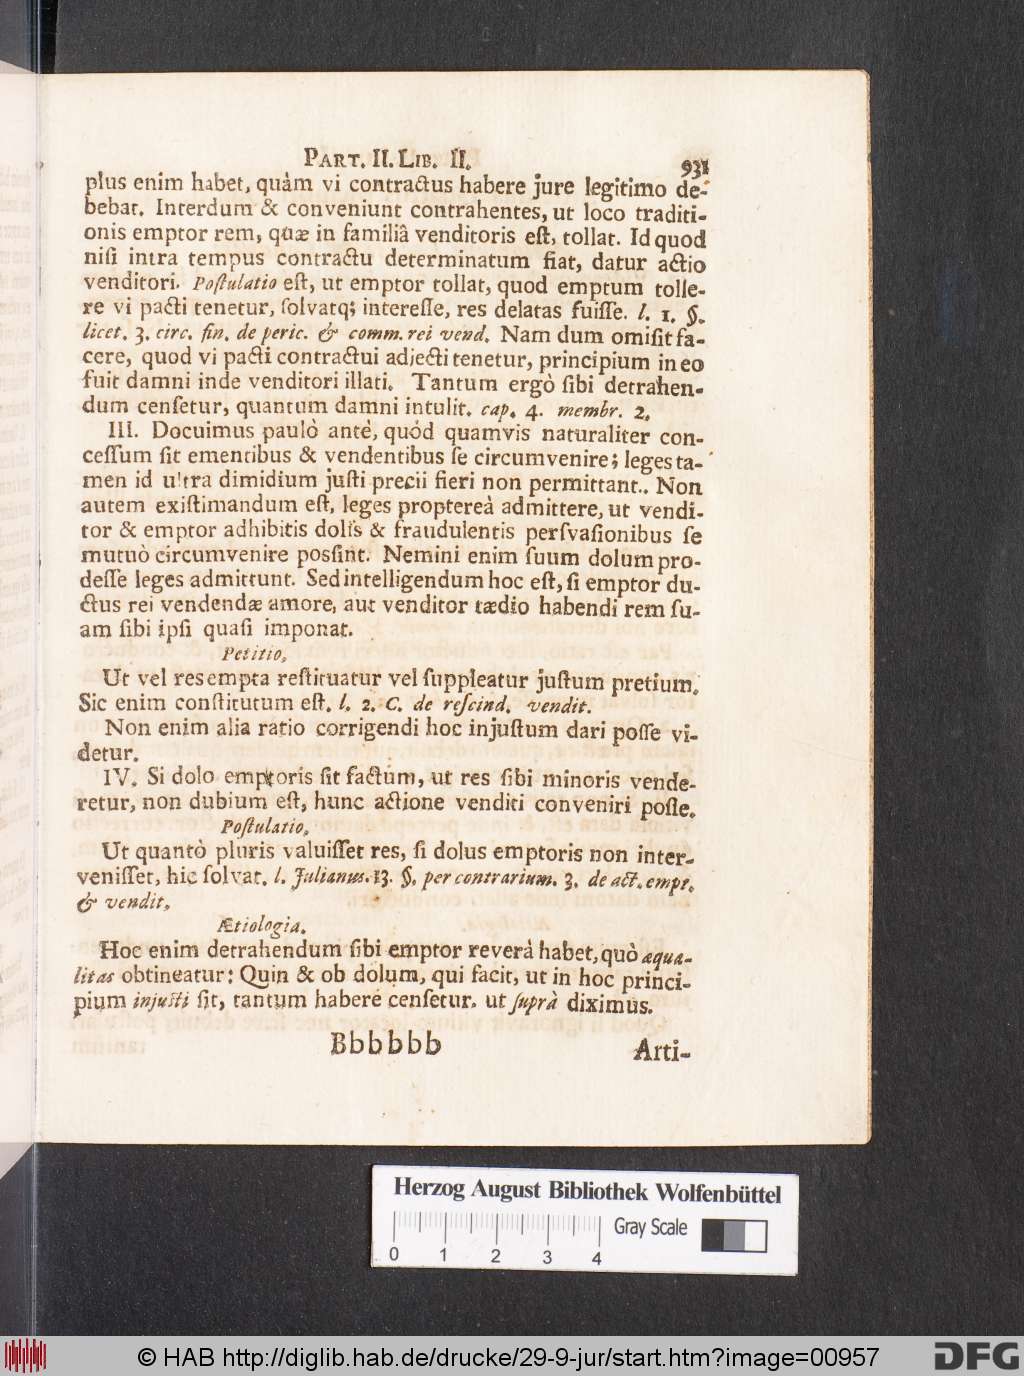 PART. II. LIB. II. 931
plus enim habet, quàm vi contractus habere jure legitimo de-
bebat. Interdum & conveniunt contrahentes, ut loco traditi-
onis emptor rem, quæ in familiâ venditoris est, tollat. Id quod
nisi intra tempus contractu determinatum fiat, datur actio
venditori. Postulatio est, ut emptor tollat, quod emptum tolle-
re vi pacti tenetur, solvatq; interesse, res delatas fuisse. l. 1. §.
licet. 3. circ. fin. de peric. & comm. rei vend. Nam dum omisit fa-
cere, quod vi pacti contractui adjecti tenetur, principium in eo
fuit damni inde venditori illati. Tantum ergò sibi detrahen-
dum censetur, quantum damni intulit. cap. 4. membr. 2.
III. Docuimus paulò antè, quód quamvis naturaliter con-
cessum sit ementibus & vendentibus se circumvenire; leges ta-
men id ultra dimidium justi precii fieri non permittant.. Non
autem existimandum est, leges proptereà admittere, ut vendi-
tor & emptor adhibitis dolis & fraudulentis persvasionibus se
mutuò circumvenire possint. Nemini enim suum dolum pro-
desse leges admittunt. Sed intelligendum hoc est, si emptor du-
ctus rei vendendæ amore, aut venditor tædio habendi rem su-
am sibi ipsi quasi imponat.
Petitio,
Ut vel res empta restituatur vel suppleatur justum pretium.
Sic enim constitutum est. l. 2. C. de rescind. vendit.
Non enim alia ratio corrigendi hoc injustum dari posse vi-
detur.
IV. Si dolo emptoris sit factum, ut res sibi minoris vende-
retur, non dubium est, hunc actione venditi conveniri posse.
Postulatio,
Ut quantò pluris valuisset res, si dolus emptoris non inter-
venisset, hic solvat. l. Julianus. 13. §. per contrarium. 3. de act. empt.
& vendit,
Ætiologia.
Hoc enim detrahendum sibi emptor reverà habet, quò æqua-
litas obtineatur: Quin & ob dolum, qui facit, ut in hoc princi-
pium injusti sit, tantum habere censetur. ut suprà diximus.
Bbbbbb Arti-
Herzog August Bibliothek Wolfenbüttel
Gray Scale
0 1 2 3 4
© HAB http://diglib.hab.de/drucke/29-9-jur/start.htm?image=00957
DFG